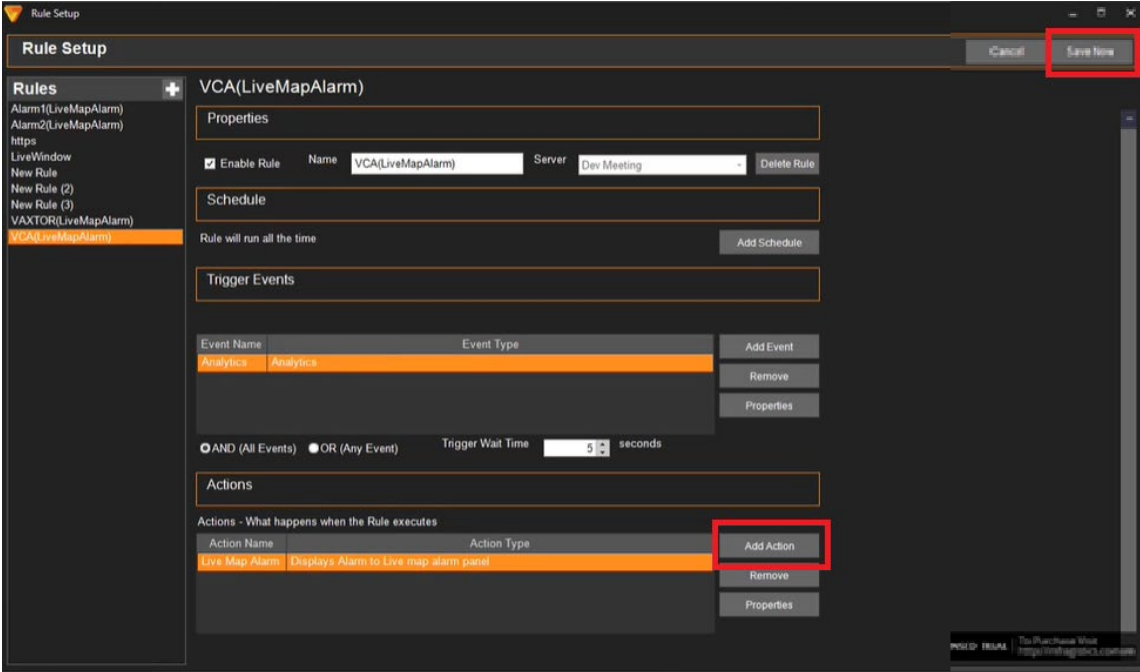 Rule Setup
Rule Setup
Cancel
Save Now
Rules
Alarm1(LiveMapAlarm)
Alarm2(LiveMapAlarm)
https
LiveWindow
New Rule
New Rule (2)
New Rule (3)
VAXTOR(LiveMapAlarm)
VCA(LiveMapAlarm)
VCA(LiveMapAlarm)
Properties
Enable Rule
Name
VCA(LiveMapAlarm)
Server
Dev Meeting
Delete Rule
Schedule
Rule will run all the time
Add Schedule
Trigger Events
Event Name
Event Type
Analytics
Analytics
Add Event
Remove
Properties
AND (All Events)
OR (Any Event)
Trigger Wait Time
5
seconds
Actions
Actions - What happens when the Rule executes
Action Name
Action Type
Live Map Alarm
Displays Alarm to Live map alarm panel
Add Action
Remove
Properties
TRIAL
To Purchase Visit